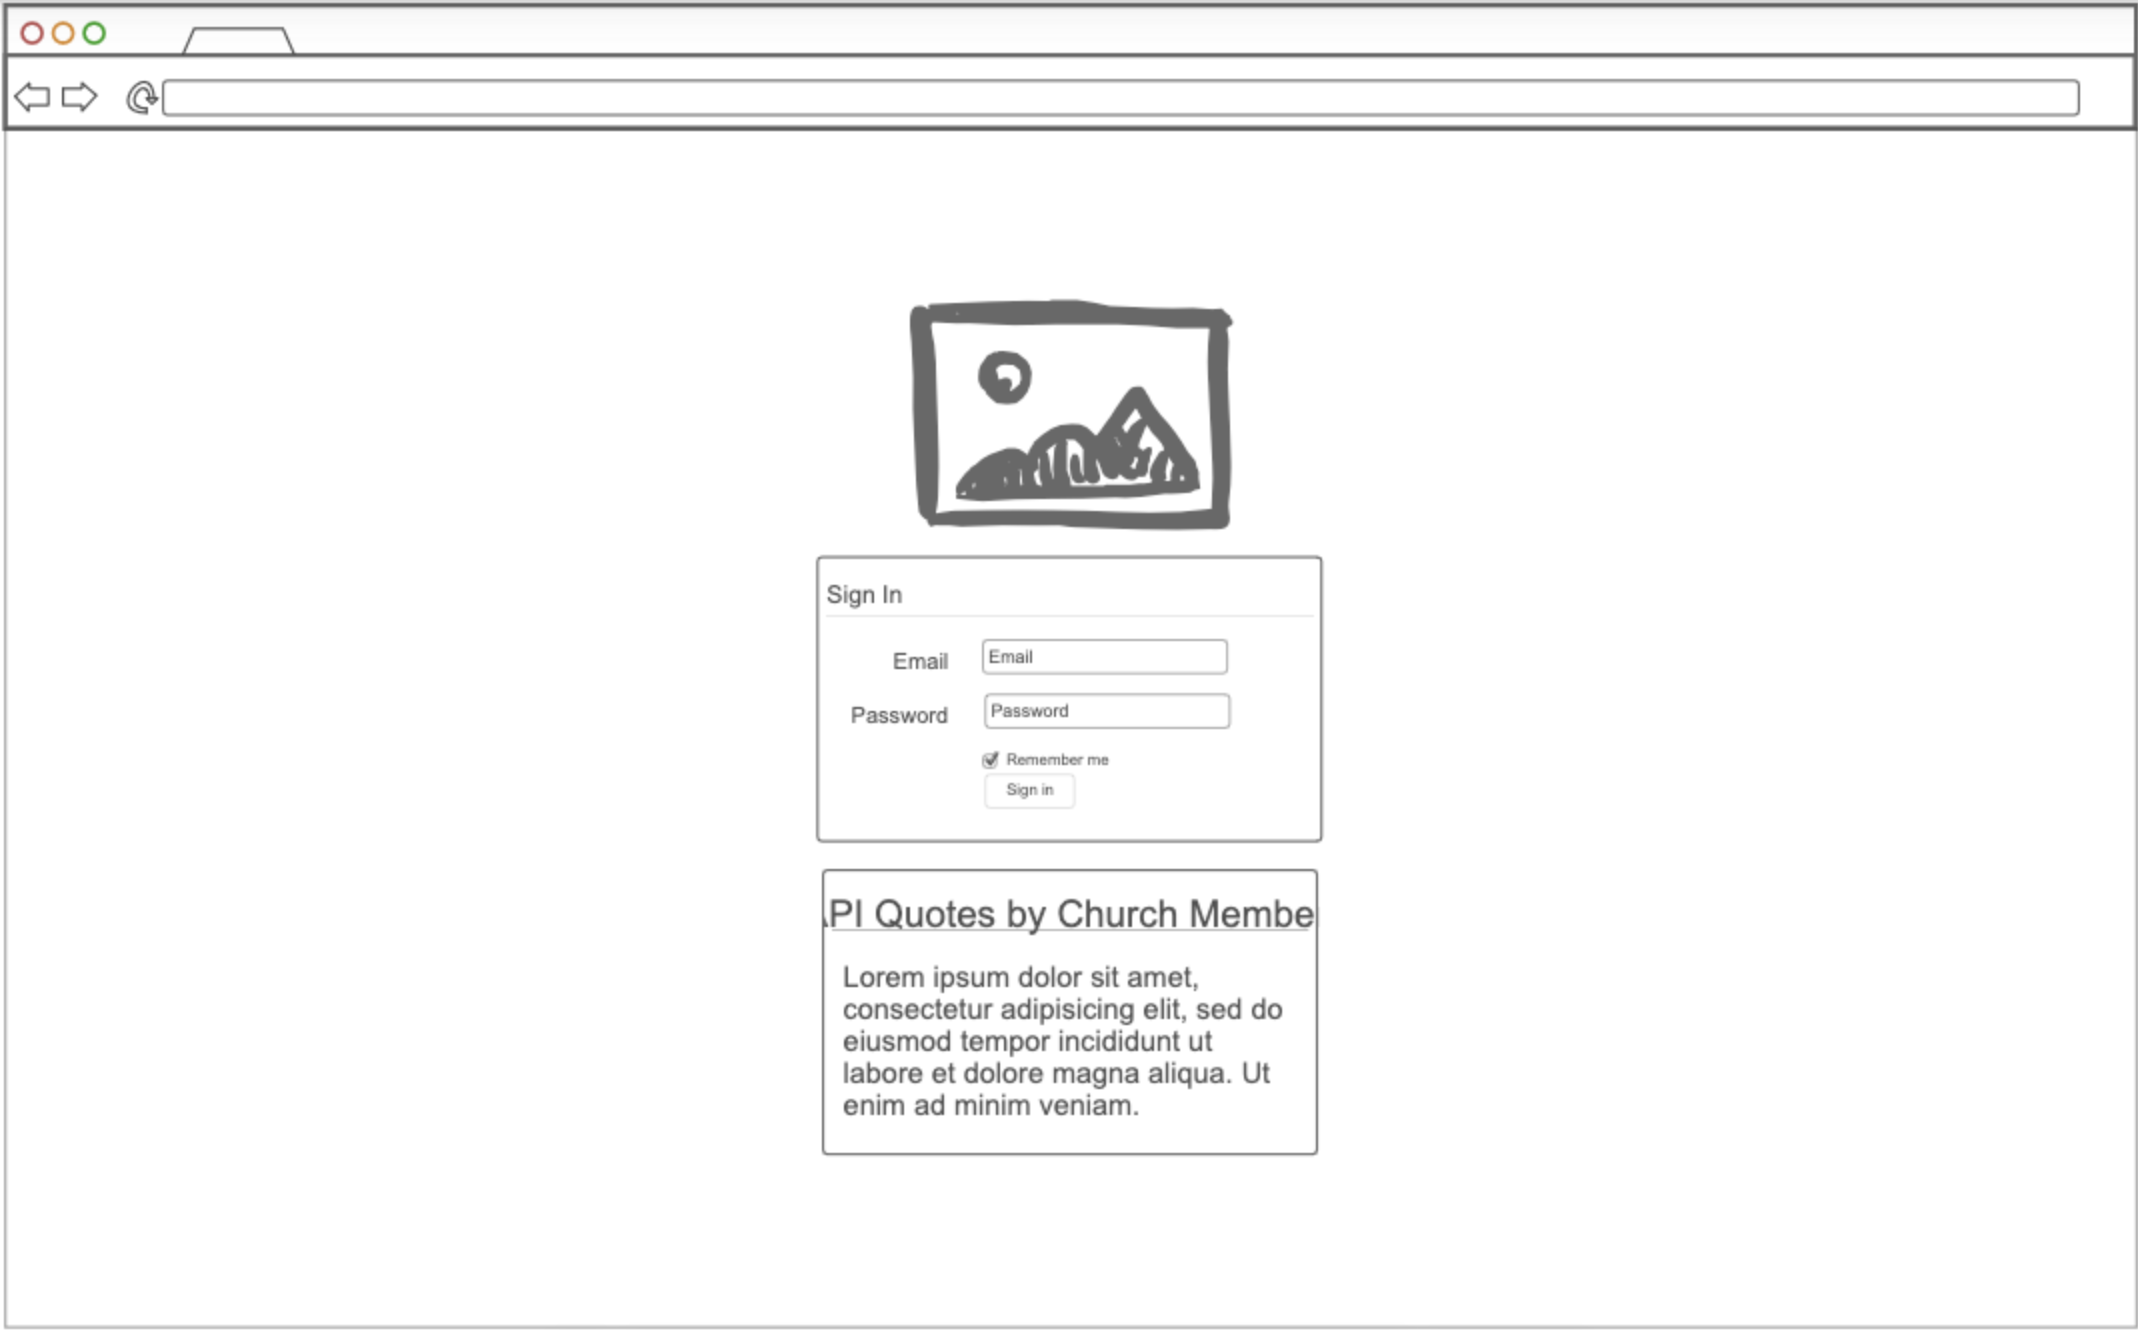 Sign In
Email Email
Password Password
Remember me
Sign in
PI Quotes by Church Membe
Lorem ipsum dolor sit amet,
consectetur adipisicing elit, sed do
eiusmod tempor incididunt ut
labore et dolore magna aliqua. Ut
enim ad minim veniam.